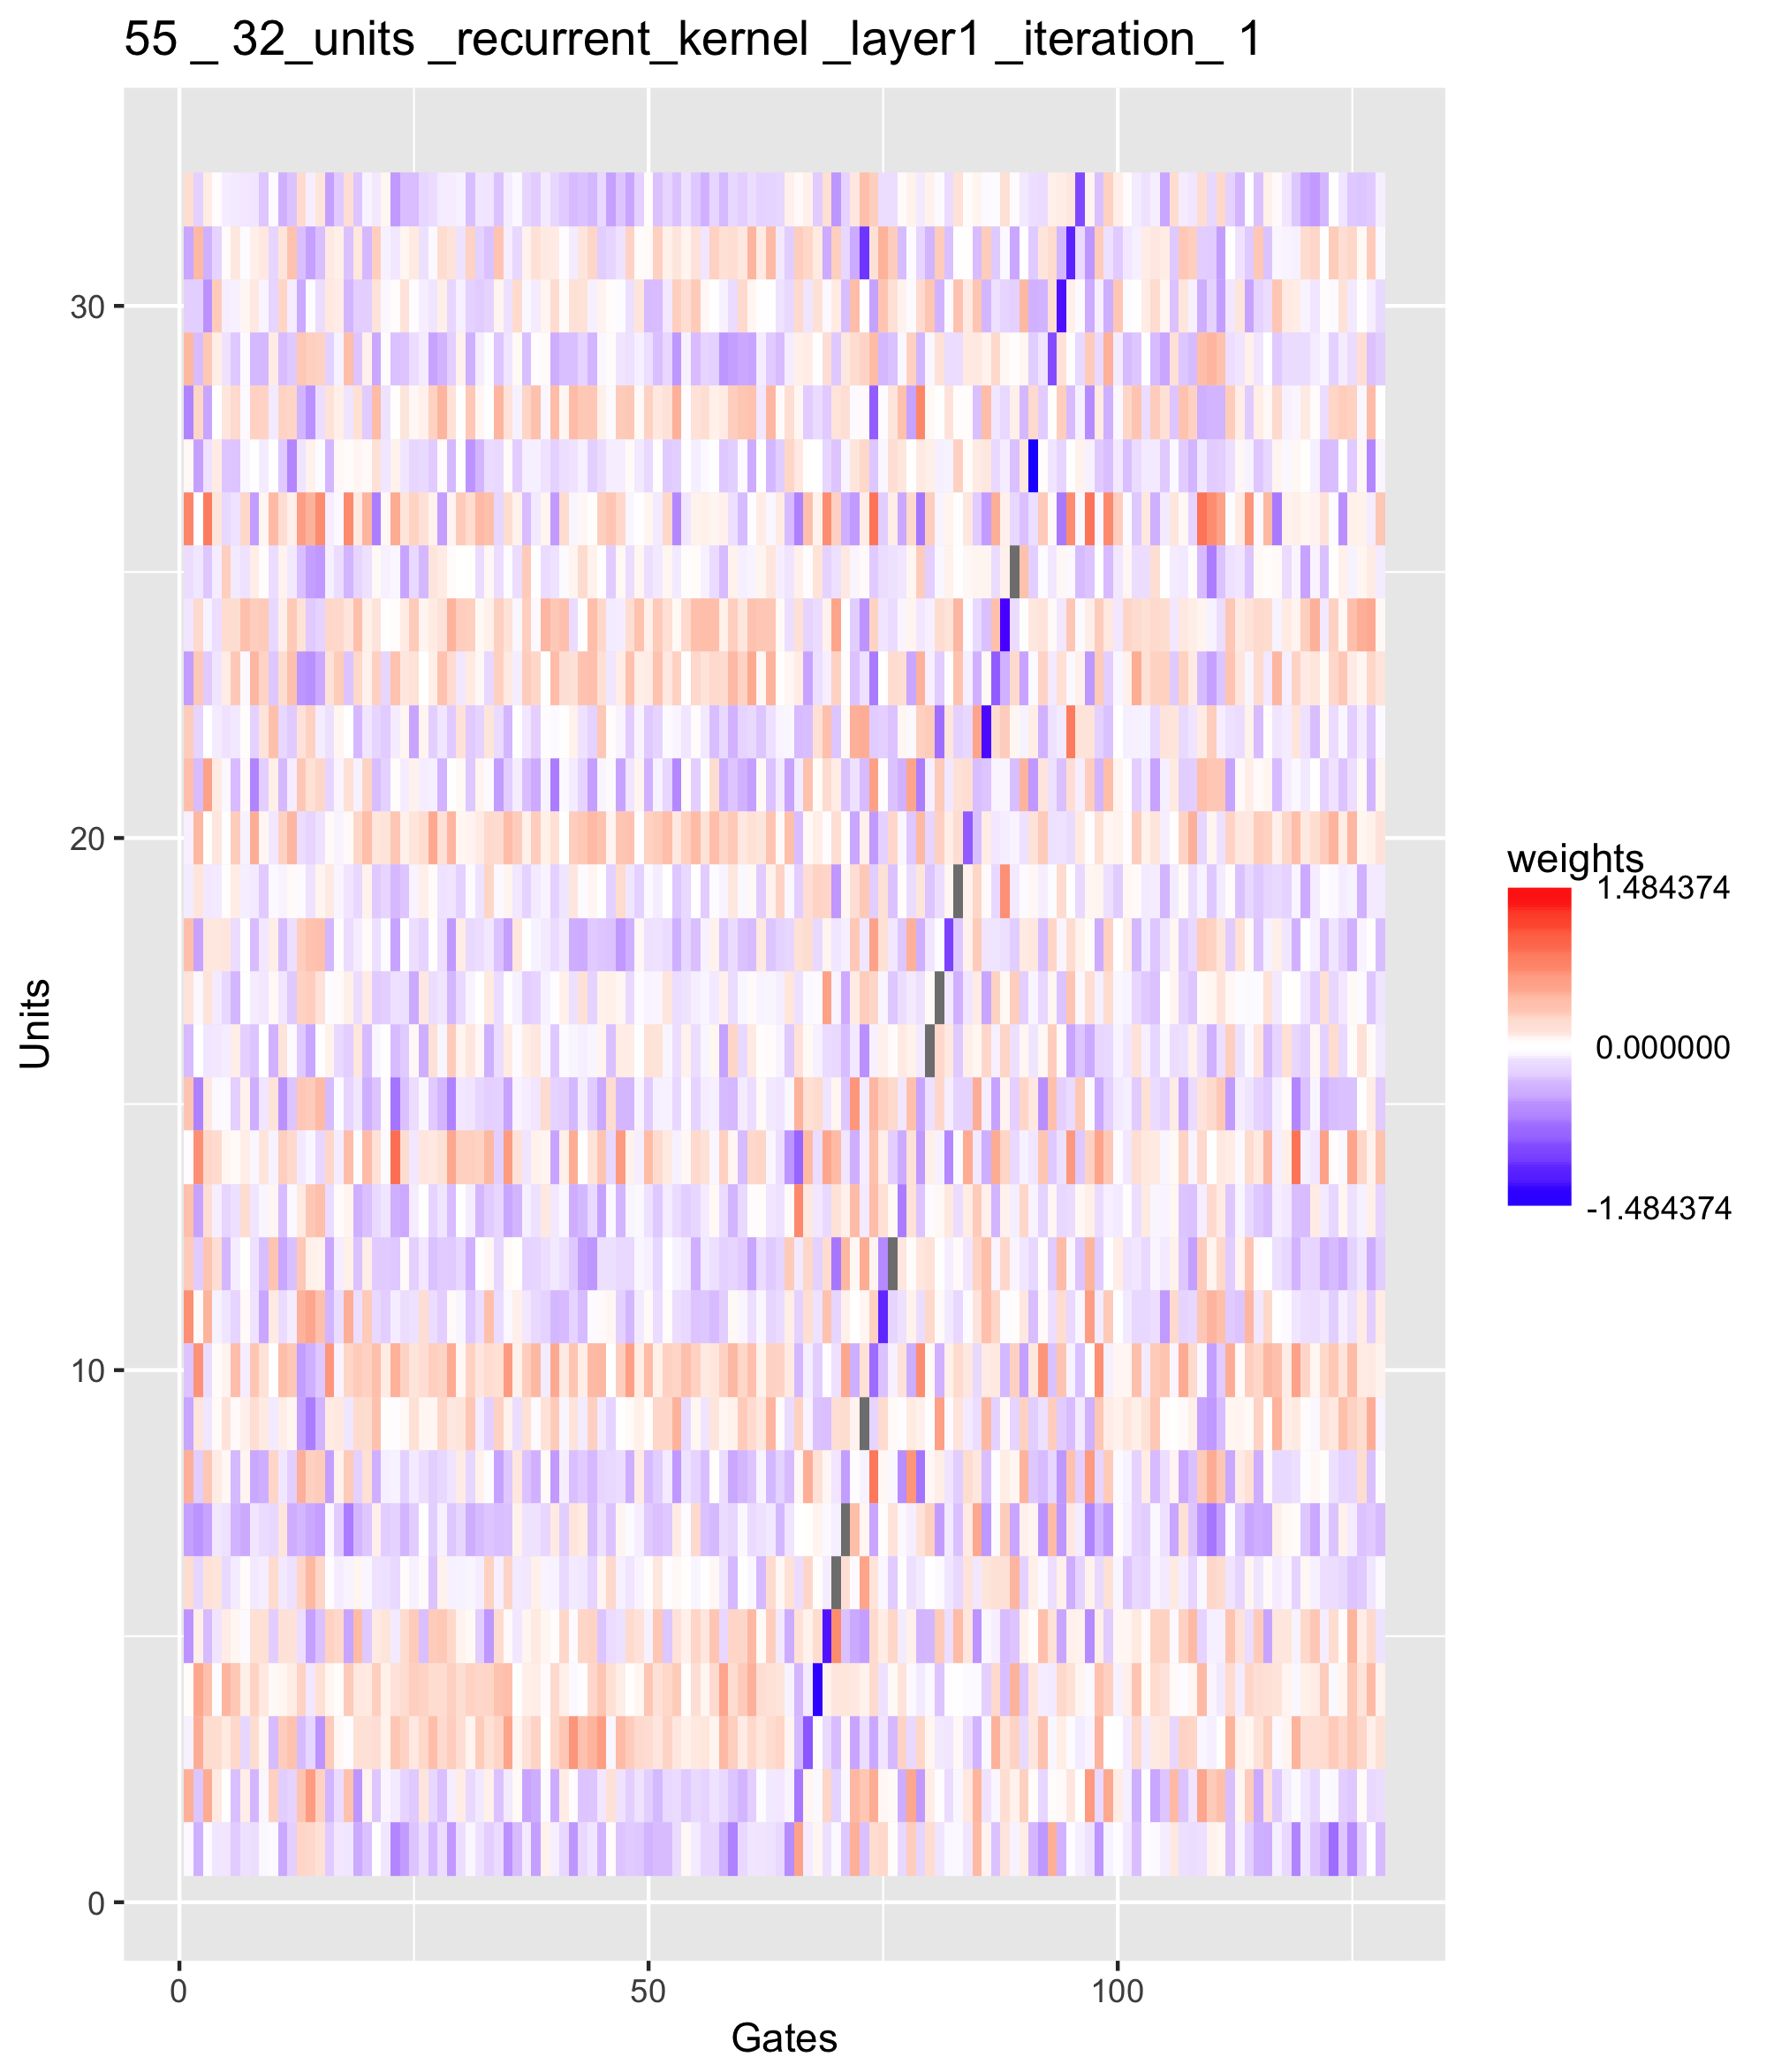 55 _ 32_units _recurrent_kernel _layer1 _iteration_ 1
30
20
10
0
0
50
100
Gates
Units
weights
1.484374
0.000000
-1.484374